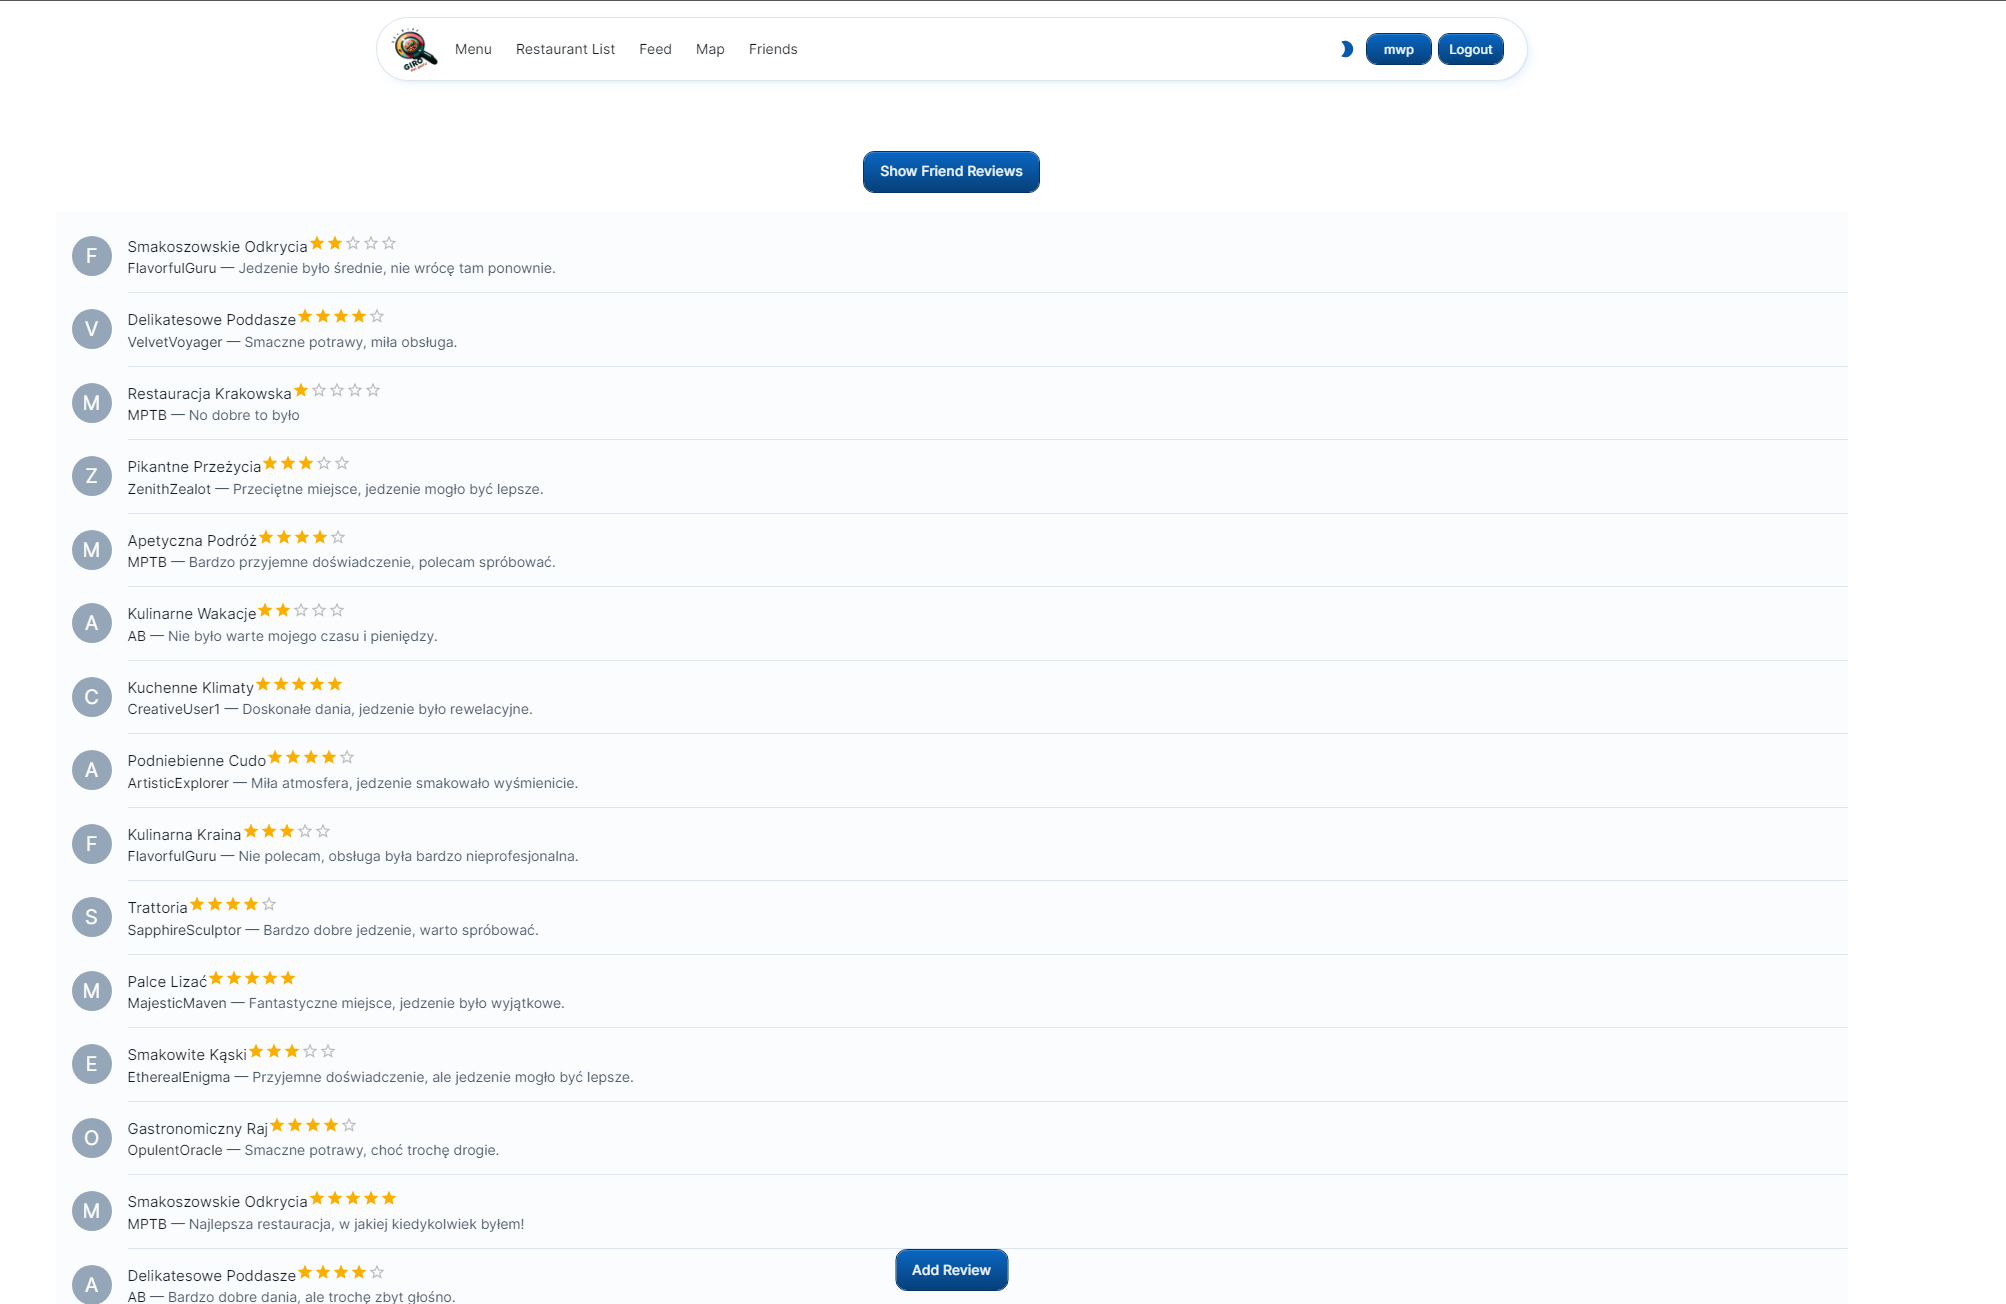 GIRO
Menu Restaurant List Feed Map Friends mwp Logout
Show Friend Reviews
F Smakoszowskie Odkrycia
FlavorfulGuru — Jedzenie było średnie, nie wrócę tam ponownie.
V Delikatesowe Poddasze
VelvetVoyager — Smaczne potrawy, miła obsługa.
M Restauracja Krakowska
MPTB — No dobre to było
Z Pikantne Przeżycia
ZenithZealot — Przeciętne miejsce, jedzenie mogło być lepsze.
M Apetyczna Podróż
MPTB — Bardzo przyjemne doświadczenie, polecam spróbować.
A Kulinarne Wakacje
AB — Nie było warte mojego czasu i pieniędzy.
C Kuchenne Klimaty
CreativeUser1 — Doskonałe dania, jedzenie było rewelacyjne.
A Podniebienne Cudo
ArtisticExplorer — Miła atmosfera, jedzenie smakowało wyśmienicie.
F Kulinarna Kraina
FlavorfulGuru — Nie polecam, obsługa była bardzo nieprofesjonalna.
S Trattoria
SapphireSculptor — Bardzo dobre jedzenie, warto spróbować.
M Palce Lizać
MajesticMaven — Fantastyczne miejsce, jedzenie było wyjątkowe.
E Smakowite Kąski
EtherealEnigma — Przyjemne doświadczenie, ale jedzenie mogło być lepsze.
O Gastronomiczny Raj
OpulentOracle — Smaczne potrawy, choć trochę drogie.
M Smakoszowskie Odkrycia
MPTB — Najlepsza restauracja, w jakiej kiedykolwiek byłem!
A Delikatesowe Poddasze
AB — Bardzo dobre dania, ale trochę zbyt głośno.
Add Review